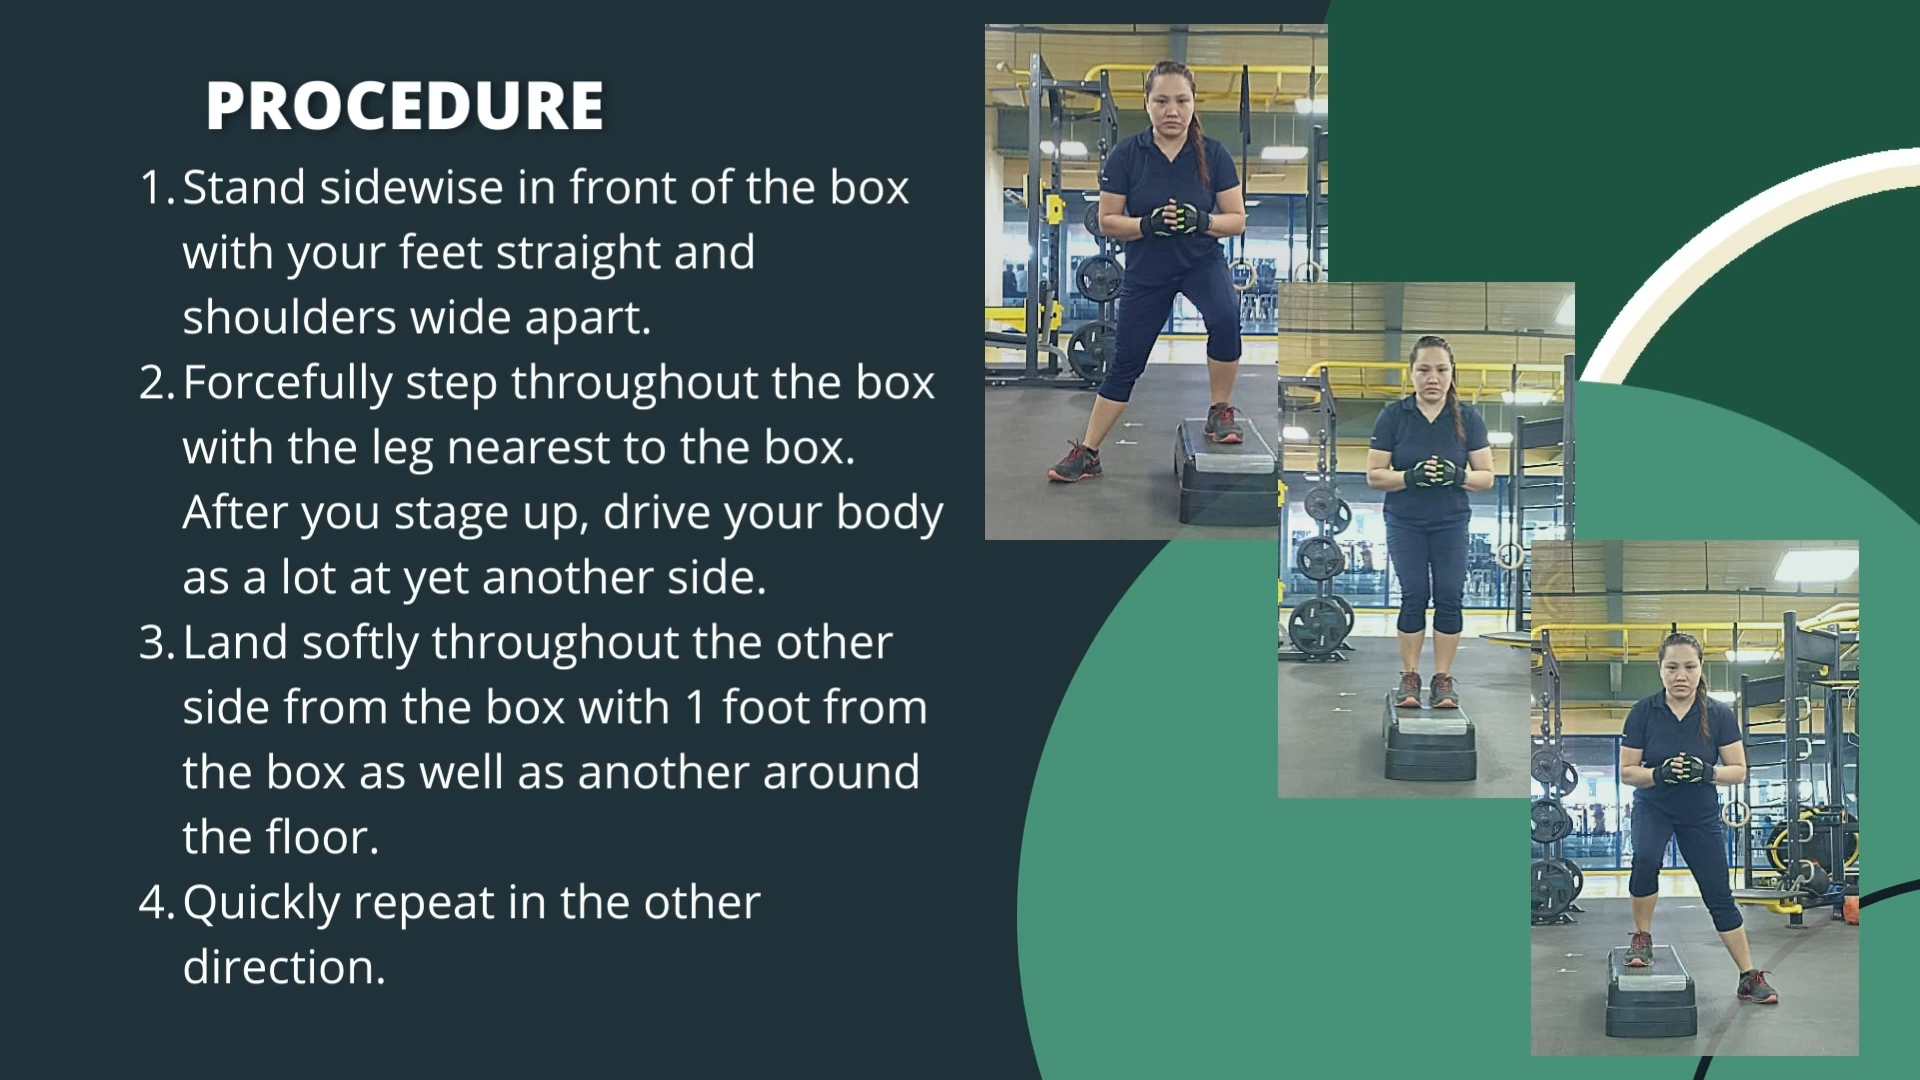 PROCEDURE
1. Stand sidewise in front of the box
with your feet straight and
shoulders wide apart.
2. Forcefully step throughout the box
with the leg nearest to the box.
After you stage up, drive your body
as a lot at yet another side.
3. Land softly throughout the other
side from the box with 1 foot from
the box as well as another around
the floor.
4. Quickly repeat in the other
direction.